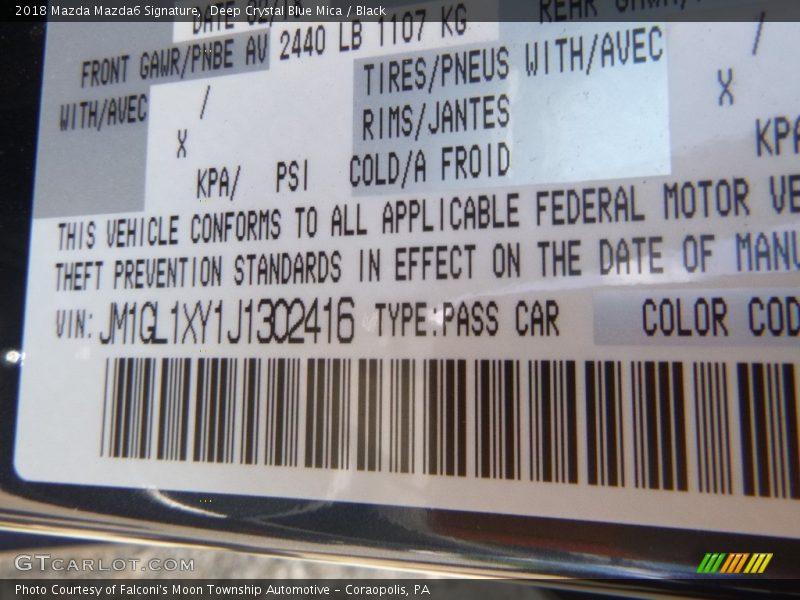 2018 Mazda Mazda6 Signature, Deep Crystal Blue Mica / Black
DATE
FRONT GAWR/PNBE AV 2440 LB 1107 KG
WITH/AVEC / TIRES/PNEUS WITH/AVEC /
X RIMS/JANTES X
KPA/ PSI COLD/A FROID KPA
THIS VEHICLE CONFORMS TO ALL APPLICABLE FEDERAL MOTOR VE
THEFT PREVENTION STANDARDS IN EFFECT ON THE DATE OF MANU
VIN: JM1GL1XY1J1302416 TYPE:PASS CAR COLOR COD
GTCARLOT.COM
Photo Courtesy of Falconi's Moon Township Automotive – Coraopolis, PA